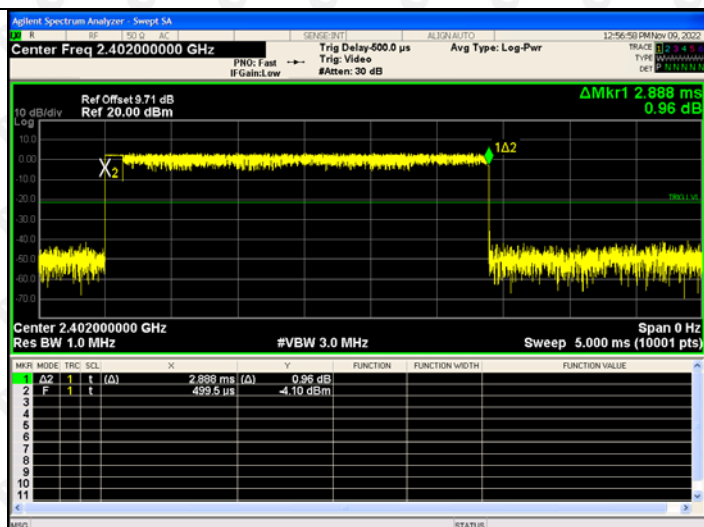 Agilent Spectrum Analyzer - Swept SA
R RF 50 Ω AC SENSE:INT ALIGN AUTO 12:56:58 PM Nov 09, 2022
Center Freq 2.402000000 GHz
PNO: Fast
IFGain:Low
Trig Delay-500.0 µs
Trig: Video
#Atten: 30 dB
Avg Type: Log-Pwr
TRACE 1 2 3 4 5 6
TYPE
DET P N N N N N
ΔMkr1 2.888 ms
0.96 dB
10 dB/div
Log
Ref Offset 9.71 dB
Ref 20.00 dBm
10.0
0.00
-10.0
-20.0
-30.0
-40.0
-50.0
-60.0
-70.0
1Δ2
2
TRIG LVL
Center 2.402000000 GHz
Span 0 Hz
Res BW 1.0 MHz
#VBW 3.0 MHz
Sweep 5.000 ms (10001 pts)
MKR MODE TRC SCL X Y FUNCTION FUNCTION WIDTH FUNCTION VALUE
1 Δ2 1 t (Δ) 2.888 ms (Δ) 0.96 dB
2 F 1 t 499.5 µs -4.10 dBm
3
4
5
6
7
8
9
10
11
MSG STATUS